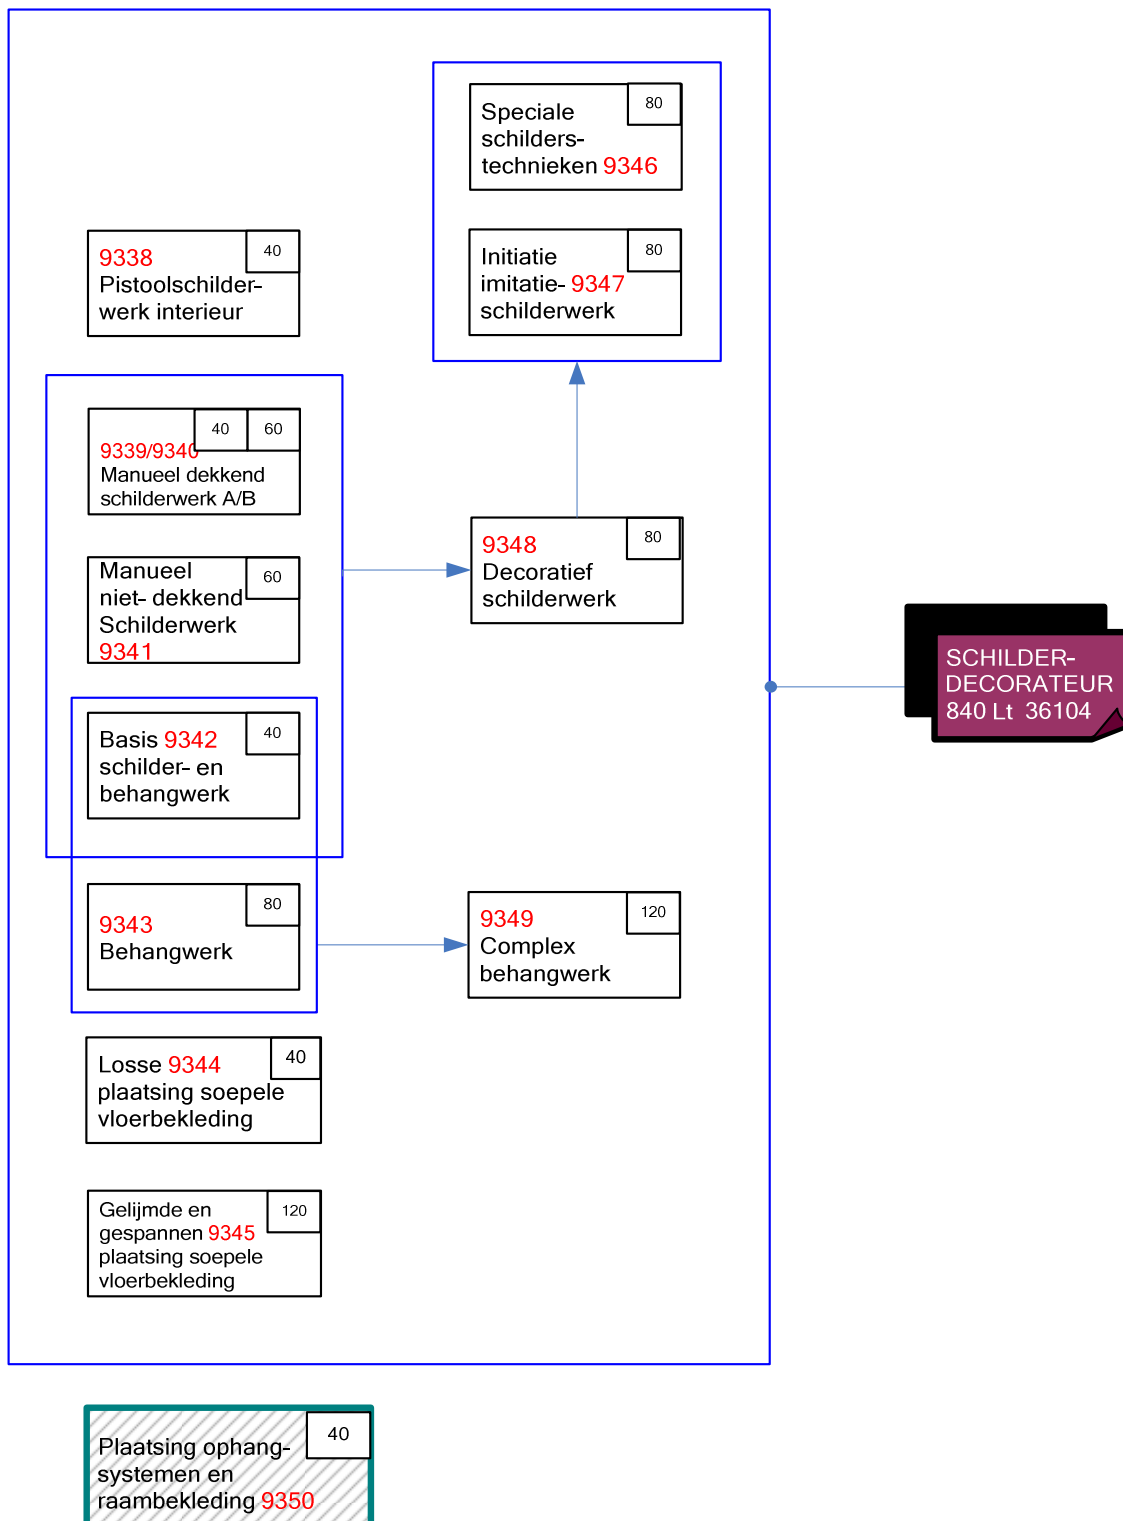 80
Speciale
schilders-
technieken 9346
40
9338
Pistoolschilder-
werk interieur
80
Initiatie
imitatie- 9347
schilderwerk
40 60
9339/9340
Manueel dekkend
schilderwerk A/B
60
Manueel
niet- dekkend
Schilderwerk
9341
80
9348
Decoratief
schilderwerk
SCHILDER-
DECORATEUR
840 Lt 36104
40
Basis 9342
schilder- en
behangwerk
80
9343
Behangwerk
120
9349
Complex
behangwerk
40
Losse 9344
plaatsing soepele
vloerbekleding
120
Gelijmde en
gespannen 9345
plaatsing soepele
vloerbekleding
40
Plaatsing ophang-
systemen en
raambekleding 9350